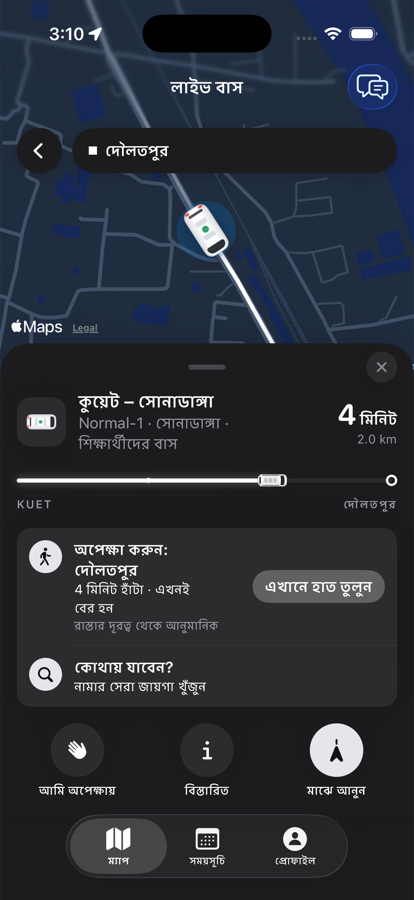 3:10
লাইভ বাস
দৌলতপুর
Maps
Legal
কুয়েট – সোনাডাঙ্গা
Normal-1 · সোনাডাঙ্গা ·
শিক্ষার্থীদের বাস
4 মিনিট
2.0 km
KUET
দৌলতপুর
অপেক্ষা করুন:
দৌলতপুর
4 মিনিট হাঁটা · এখনই
বের হন
রাস্তার দূরত্ব থেকে আনুমানিক
এখানে হাত তুলুন
কোথায় যাবেন?
নামার সেরা জায়গা খুঁজুন
আমি অপেক্ষায়
বিস্তারিত
মাঝে আনুন
ম্যাপ
সময়সূচি
প্রোফাইল